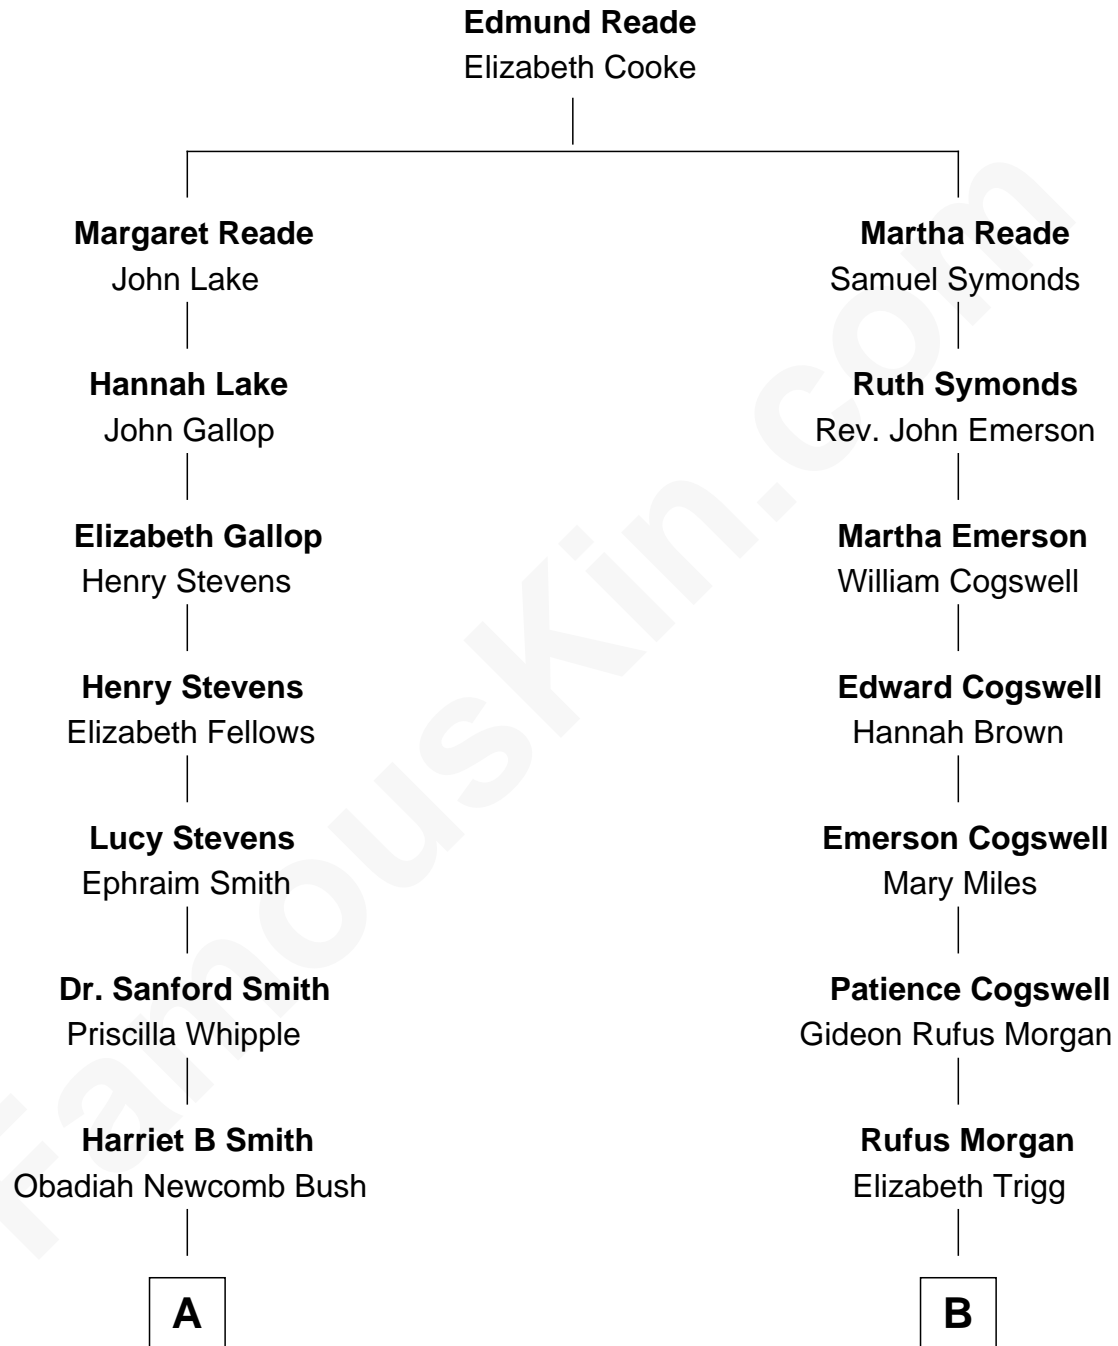 Edmund Reade
Elizabeth Cooke
Margaret Reade
John Lake
Martha Reade
Samuel Symonds
Hannah Lake
John Gallop
Ruth Symonds
Rev. John Emerson
Elizabeth Gallop
Henry Stevens
Martha Emerson
William Cogswell
Henry Stevens
Elizabeth Fellows
Edward Cogswell
Hannah Brown
Lucy Stevens
Ephraim Smith
Emerson Cogswell
Mary Miles
Dr. Sanford Smith
Priscilla Whipple
Patience Cogswell
Gideon Rufus Morgan
Harriet B Smith
Obadiah Newcomb Bush
Rufus Morgan
Elizabeth Trigg
A
B
FamousKin.com